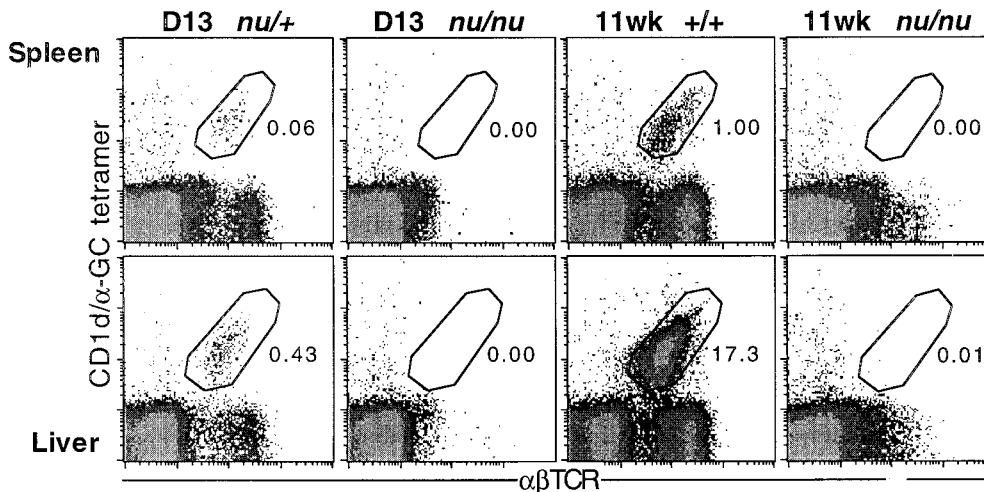 D13 nu/+ D13 nu/nu 11wk +/+ 11wk nu/nu
Spleen
0.06 0.00 1.00 0.00
CD1d/α-GC tetramer
0.43 0.00 17.3 0.01
Liver
αβTCR